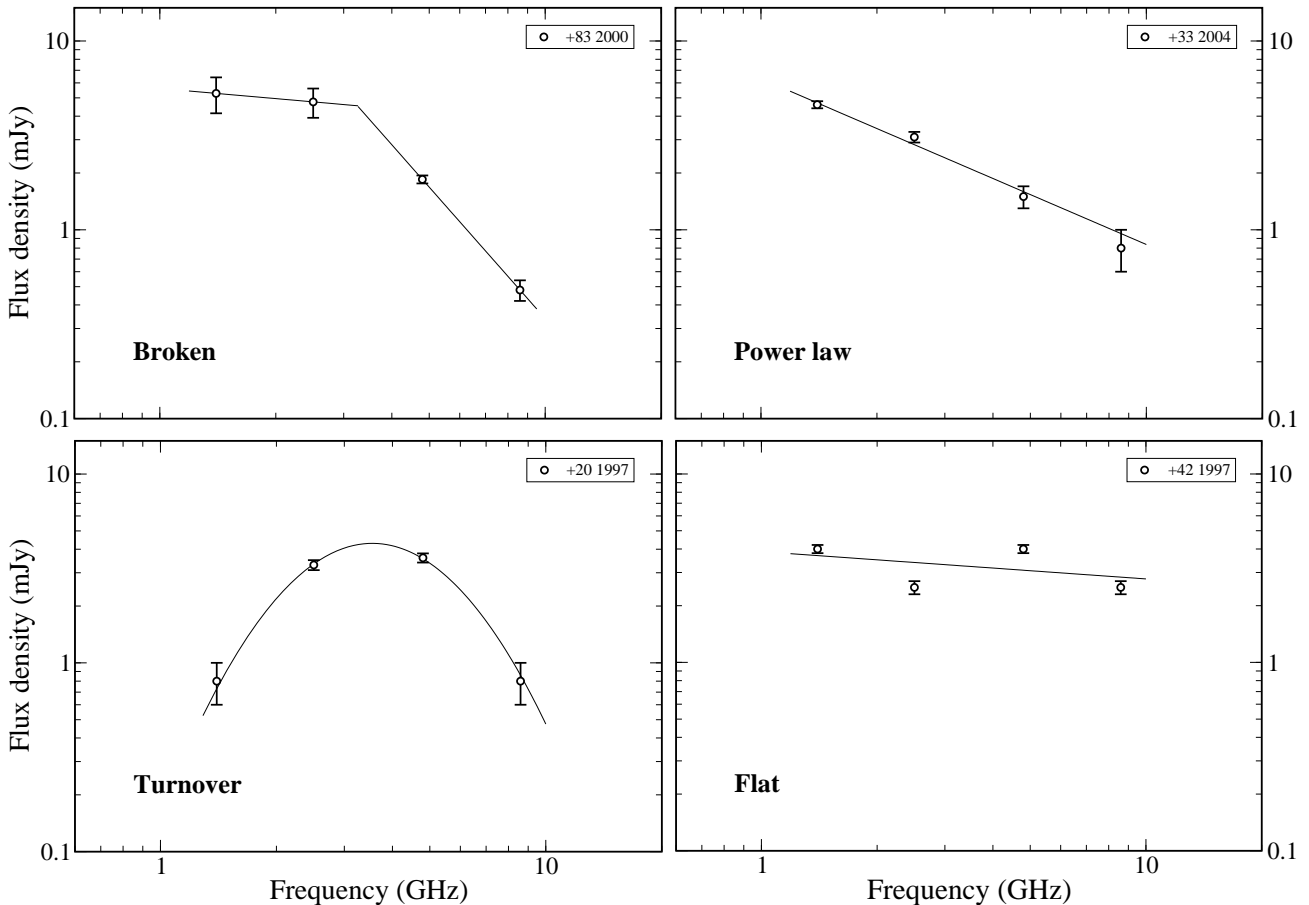 +83 2000
+33 2004
10
10
Flux density (mJy)
1
1
Broken
Power law
0.1
0.1
+20 1997
+42 1997
10
10
Flux density (mJy)
1
1
Turnover
Flat
0.1
0.1
1
10
1
10
Frequency (GHz)
Frequency (GHz)